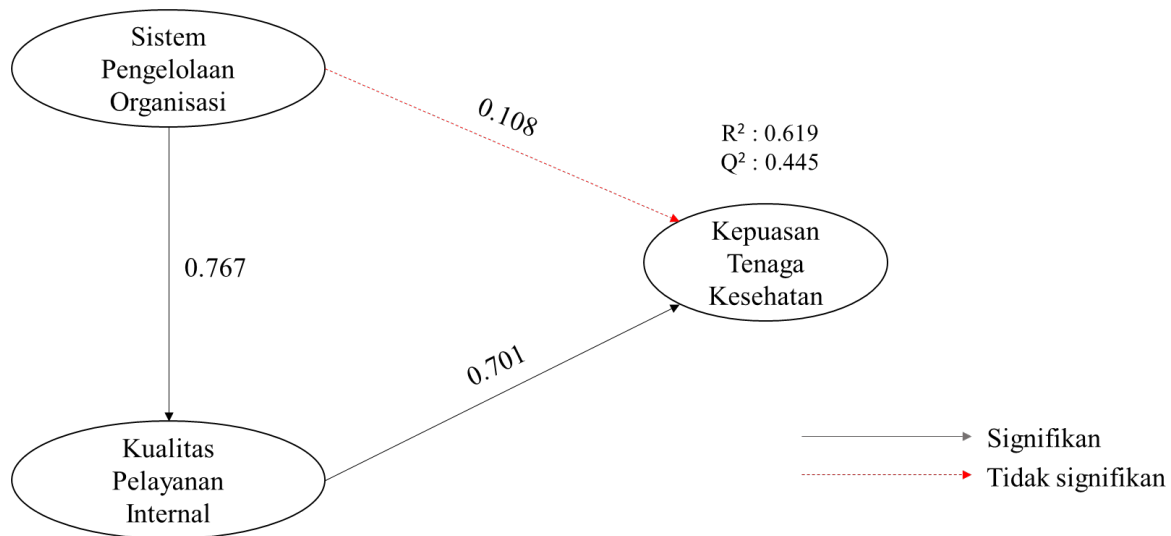 Sistem
Pengelolaan
Organisasi
0.108
R² : 0.619
Q² : 0.445
Kepuasan
Tenaga
Kesehatan
0.767
0.701
Kualitas
Pelayanan
Internal
Signifikan
Tidak signifikan